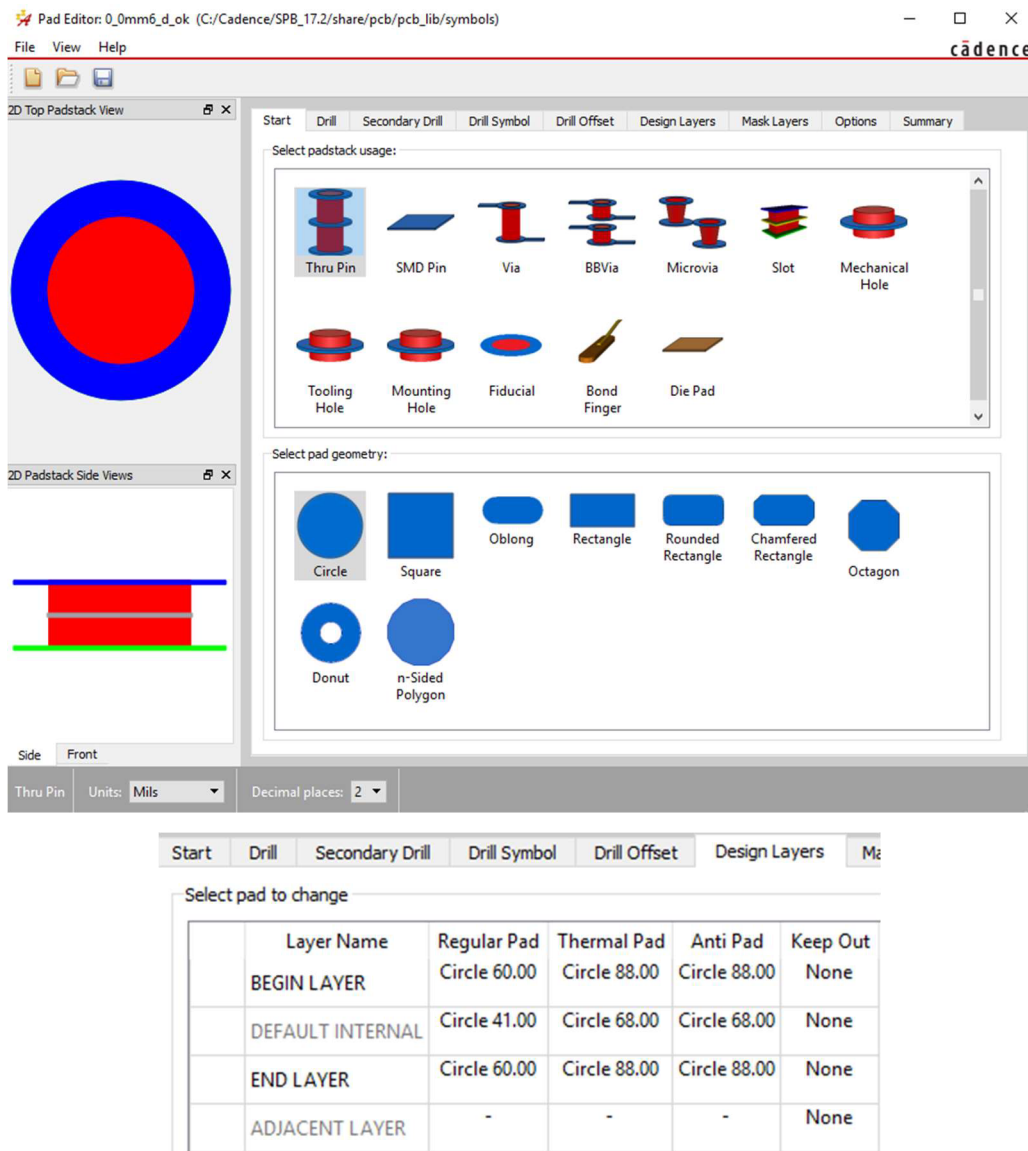 Pad Editor: 0_0mm6_d_ok (C:/Cadence/SPB_17.2/share/pcb/pcb_lib/symbols)
File View Help
cādence
2D Top Padstack View
Start Drill Secondary Drill Drill Symbol Drill Offset Design Layers Mask Layers Options Summary
Select padstack usage:
Thru Pin SMD Pin Via BBVia Microvia Slot Mechanical
Hole
Tooling Mounting Fiducial Bond Die Pad
Hole Hole Finger
Select pad geometry:
2D Padstack Side Views
Oblong Rectangle Rounded Chamfered
Rectangle Rectangle
Circle Square Octagon
Donut n-Sided
Polygon
Side Front
Thru Pin Units: Mils Decimal places: 2
Start Drill Secondary Drill Drill Symbol Drill Offset Design Layers Ma
Select pad to change
Layer Name Regular Pad Thermal Pad Anti Pad Keep Out
BEGIN LAYER Circle 60.00 Circle 88.00 Circle 88.00 None
DEFAULT INTERNAL Circle 41.00 Circle 68.00 Circle 68.00 None
END LAYER Circle 60.00 Circle 88.00 Circle 88.00 None
ADJACENT LAYER - - - None